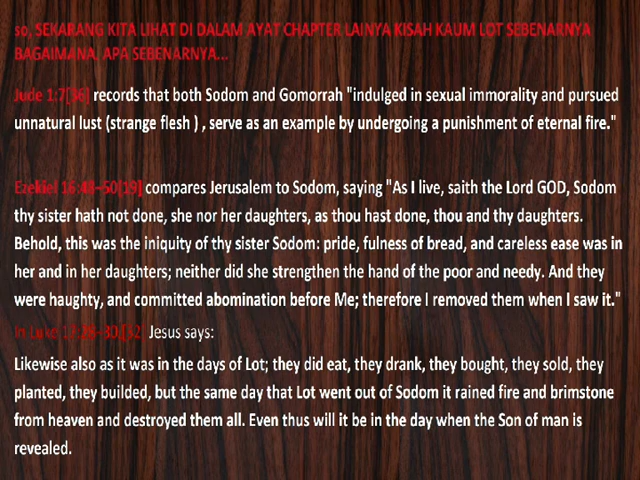 so, SEKARANG KITA LIHAT DI DALAM AYAT CHAPTER LAINYA KISAH KAUM LOT SEBENARNYA
BAGAIMANA, APA SEBENARNYA...
Jude 1:7[36] records that both Sodom and Gomorrah "indulged in sexual immorality and pursued
unnatural lust (strange flesh ) , serve as an example by undergoing a punishment of eternal fire."
Ezekiel 16:48–50[19] compares Jerusalem to Sodom, saying "As I live, saith the Lord GOD, Sodom
thy sister hath not done, she nor her daughters, as thou hast done, thou and thy daughters.
Behold, this was the iniquity of thy sister Sodom: pride, fulness of bread, and careless ease was in
her and in her daughters; neither did she strengthen the hand of the poor and needy. And they
were haughty, and committed abomination before Me; therefore I removed them when I saw it."
In Luke 17:28–30,[32] Jesus says:
Likewise also as it was in the days of Lot; they did eat, they drank, they bought, they sold, they
planted, they builded, but the same day that Lot went out of Sodom it rained fire and brimstone
from heaven and destroyed them all. Even thus will it be in the day when the Son of man is
revealed.